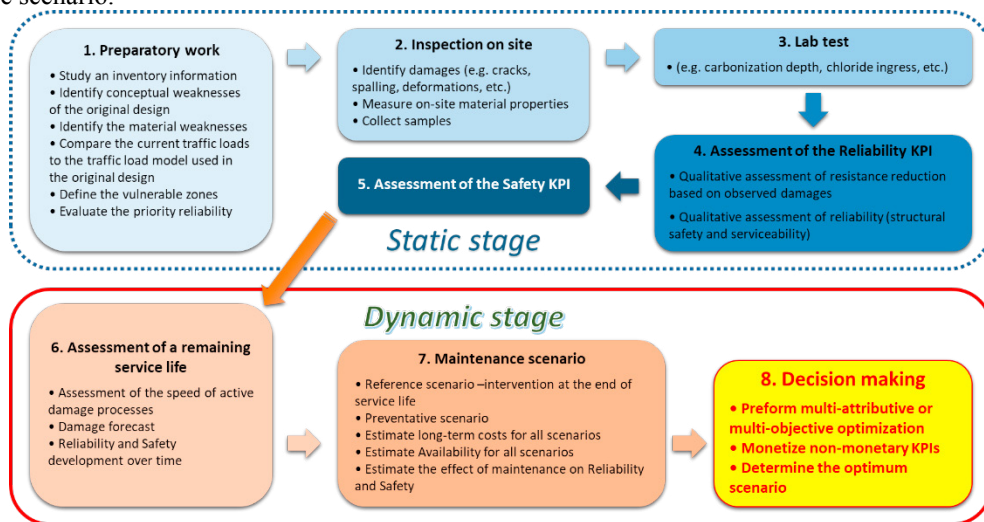 1. Preparatory work
• Study an inventory information
• Identify conceptual weaknesses
of the original design
• Identify the material weaknesses
• Compare the current traffic loads
to the traffic load model used in
the original design
• Define the vulnerable zones
• Evaluate the priority reliability
2. Inspection on site
• Identify damages (e.g. cracks,
spalling, deformations, etc.)
• Measure on-site material properties
• Collect samples
3. Lab test
• (e.g. carbonization depth, chloride ingress, etc.)
4. Assessment of the Reliability KPI
• Qualitative assessment of resistance reduction
based on observed damages
• Qualitative assessment of reliability (structural
safety and serviceability)
5. Assessment of the Safety KPI
Static stage
Dynamic stage
6. Assessment of a remaining
service life
• Assessment of the speed of active
damage processes
• Damage forecast
• Reliability and Safety
development over time
7. Maintenance scenario
• Reference scenario –intervention at the end of
service life
• Preventative scenario
• Estimate long-term costs for all scenarios
• Estimate Availability for all scenarios
• Estimate the effect of maintenance on Reliability
and Safety
8. Decision making
• Preform multi-attributive or
multi-objective optimization
• Monetize non-monetary KPIs
• Determine the optimum
scenario